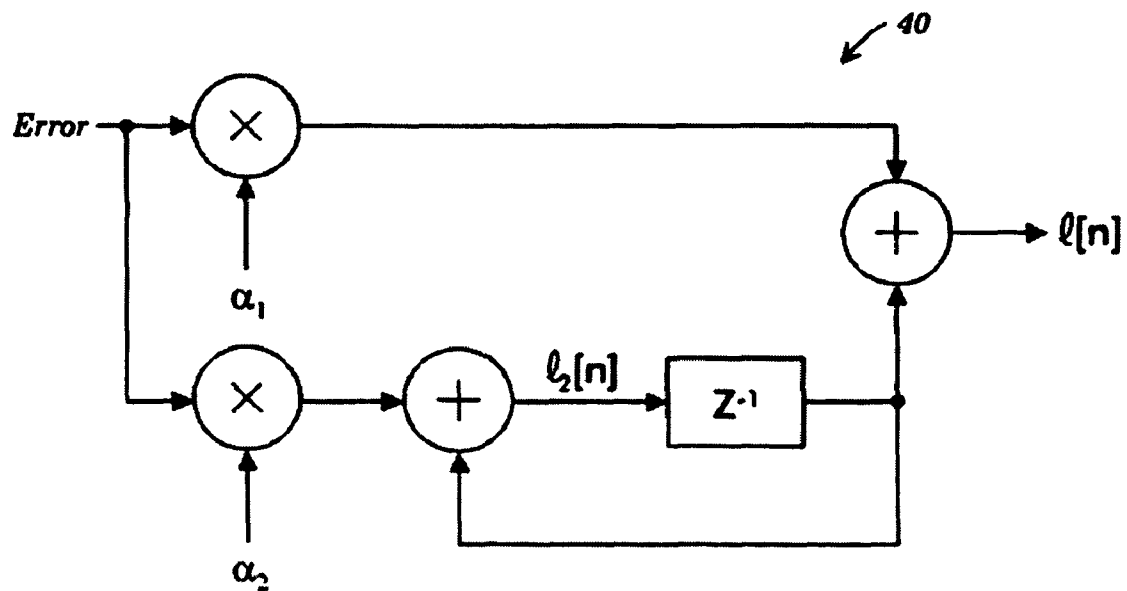 40
Error
×
+
ℓ[n]
α₁
ℓ₂[n]
×
+
Z⁻¹
α₂